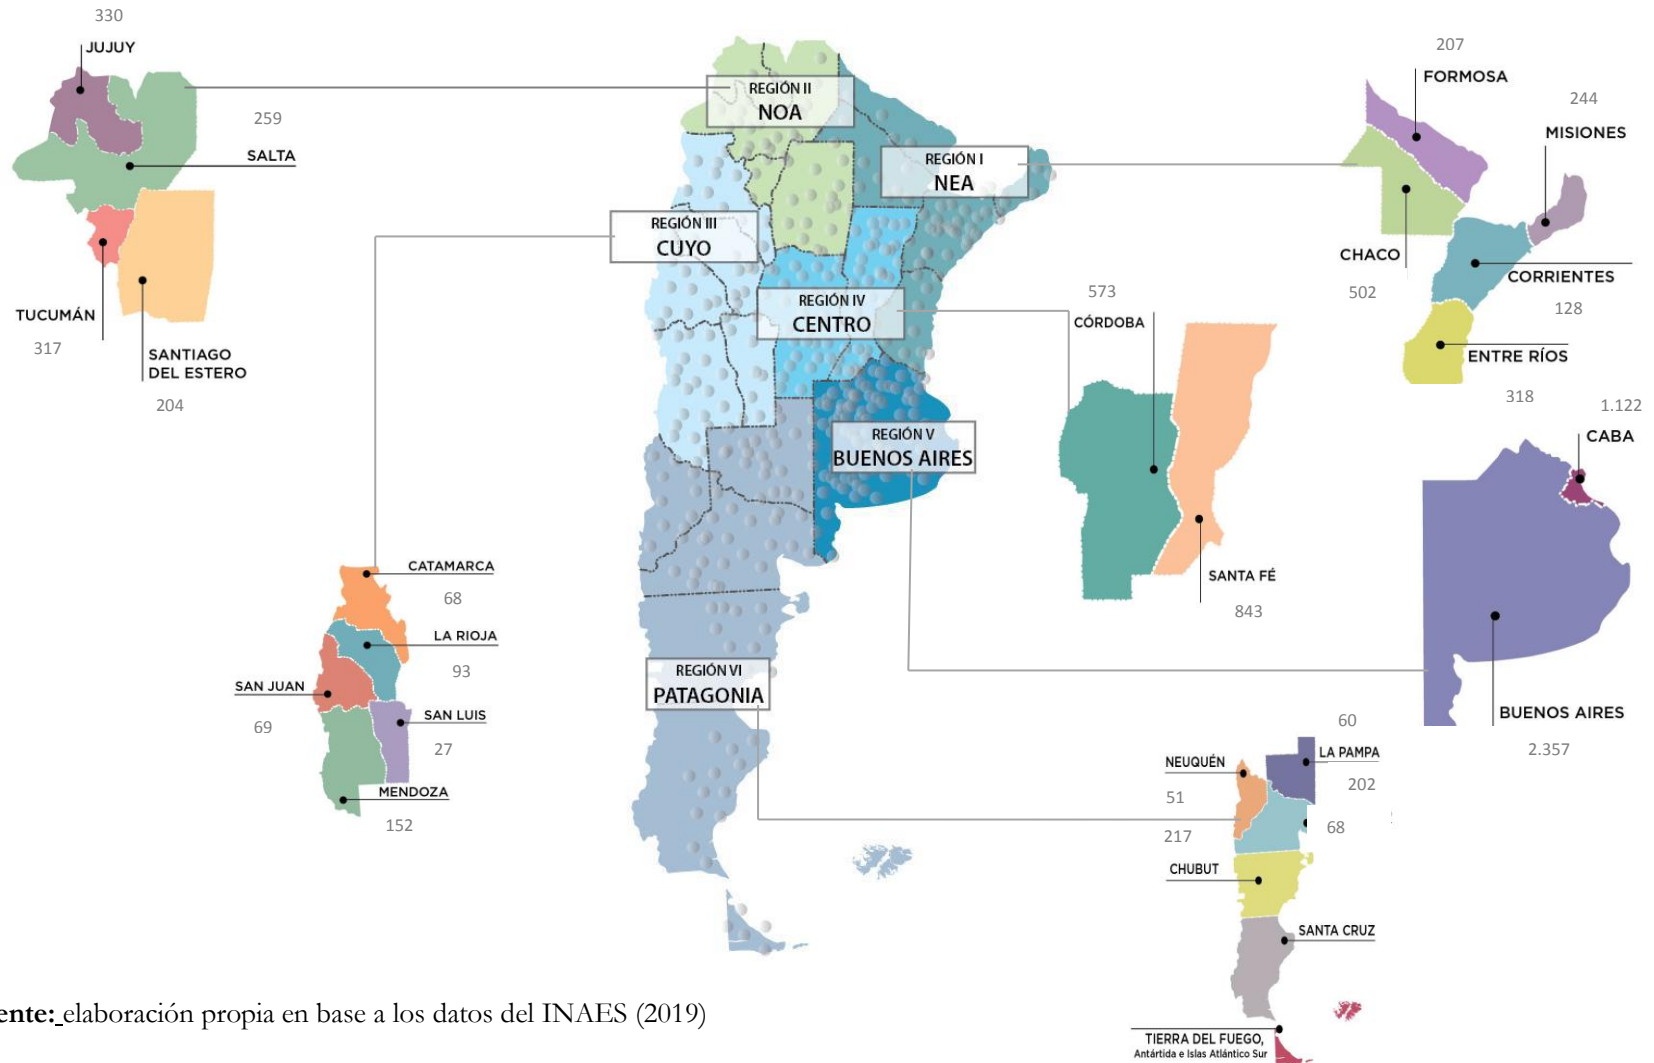 330
JUJUY
259
SALTA
TUCUMÁN
317
SANTIAGO
DEL ESTERO
204
REGIÓN II
NOA
REGIÓN I
NEA
REGIÓN III
CUYO
REGIÓN IV
CENTRO
REGIÓN V
BUENOS AIRES
REGIÓN VI
PATAGONIA
207
FORMOSA
244
MISIONES
CHACO
502
CORRIENTES
128
ENTRE RÍOS
318
573
CÓRDOBA
SANTA FÉ
843
1.122
CABA
BUENOS AIRES
2.357
CATAMARCA
68
LA RIOJA
93
SAN JUAN
69
SAN LUIS
27
MENDOZA
152
60
LA PAMPA
202
NEUQUÉN
51
217
68
CHUBUT
SANTA CRUZ
TIERRA DEL FUEGO,
Antártida e Islas Atlántico Sur
ente: elaboración propia en base a los datos del INAES (2019)